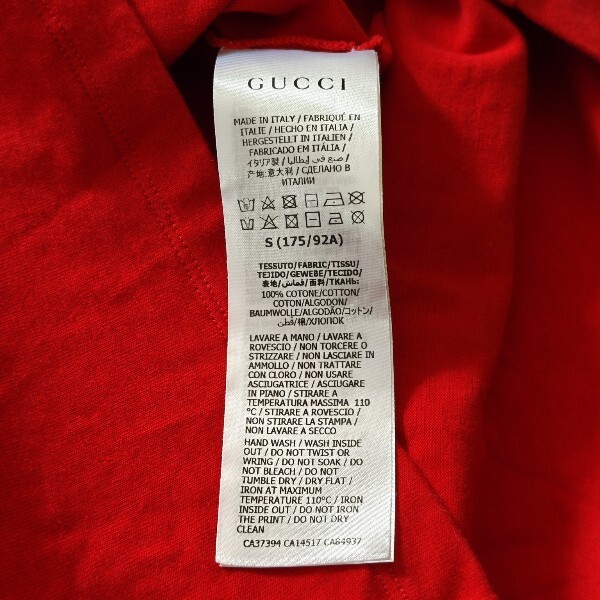 GUCCI
MADE IN ITALY / FABRIQUÉ EN
ITALIE / HECHO EN ITALIA /
HERGESTELLT IN ITALIEN /
FABRICADO EM ITÁLIA /
イタリア製 / صنع في إيطاليا /
产地:意大利 / СДЕЛАНО В
ИТАЛИИ
S (175/92A)
TESSUTO/FABRIC/TISSU/
TEJIDO/GEWEBE/TECIDO/
表地/قماش/面料/ТКАНЬ:
100% COTONE/COTTON/
COTON/ALGODON/
BAUMWOLLE/ALGODÃO/コットン/
قطن/棉/ХЛОПОК
LAVARE A MANO / LAVARE A
ROVESCIO / NON TORCERE O
STRIZZARE / NON LASCIARE IN
AMMOLLO / NON TRATTARE
CON CLORO / NON USARE
ASCIUGATRICE / ASCIUGARE
IN PIANO / STIRARE A
TEMPERATURA MASSIMA 110
°C / STIRARE A ROVESCIO /
NON STIRARE LA STAMPA /
NON LAVARE A SECCO
HAND WASH / WASH INSIDE
OUT / DO NOT TWIST OR
WRING / DO NOT SOAK / DO
NOT BLEACH / DO NOT
TUMBLE DRY / DRY FLAT /
IRON AT MAXIMUM
TEMPERATURE 110°C / IRON
INSIDE OUT / DO NOT IRON
THE PRINT / DO NOT DRY
CLEAN
CA37394 CA14517 CA84937